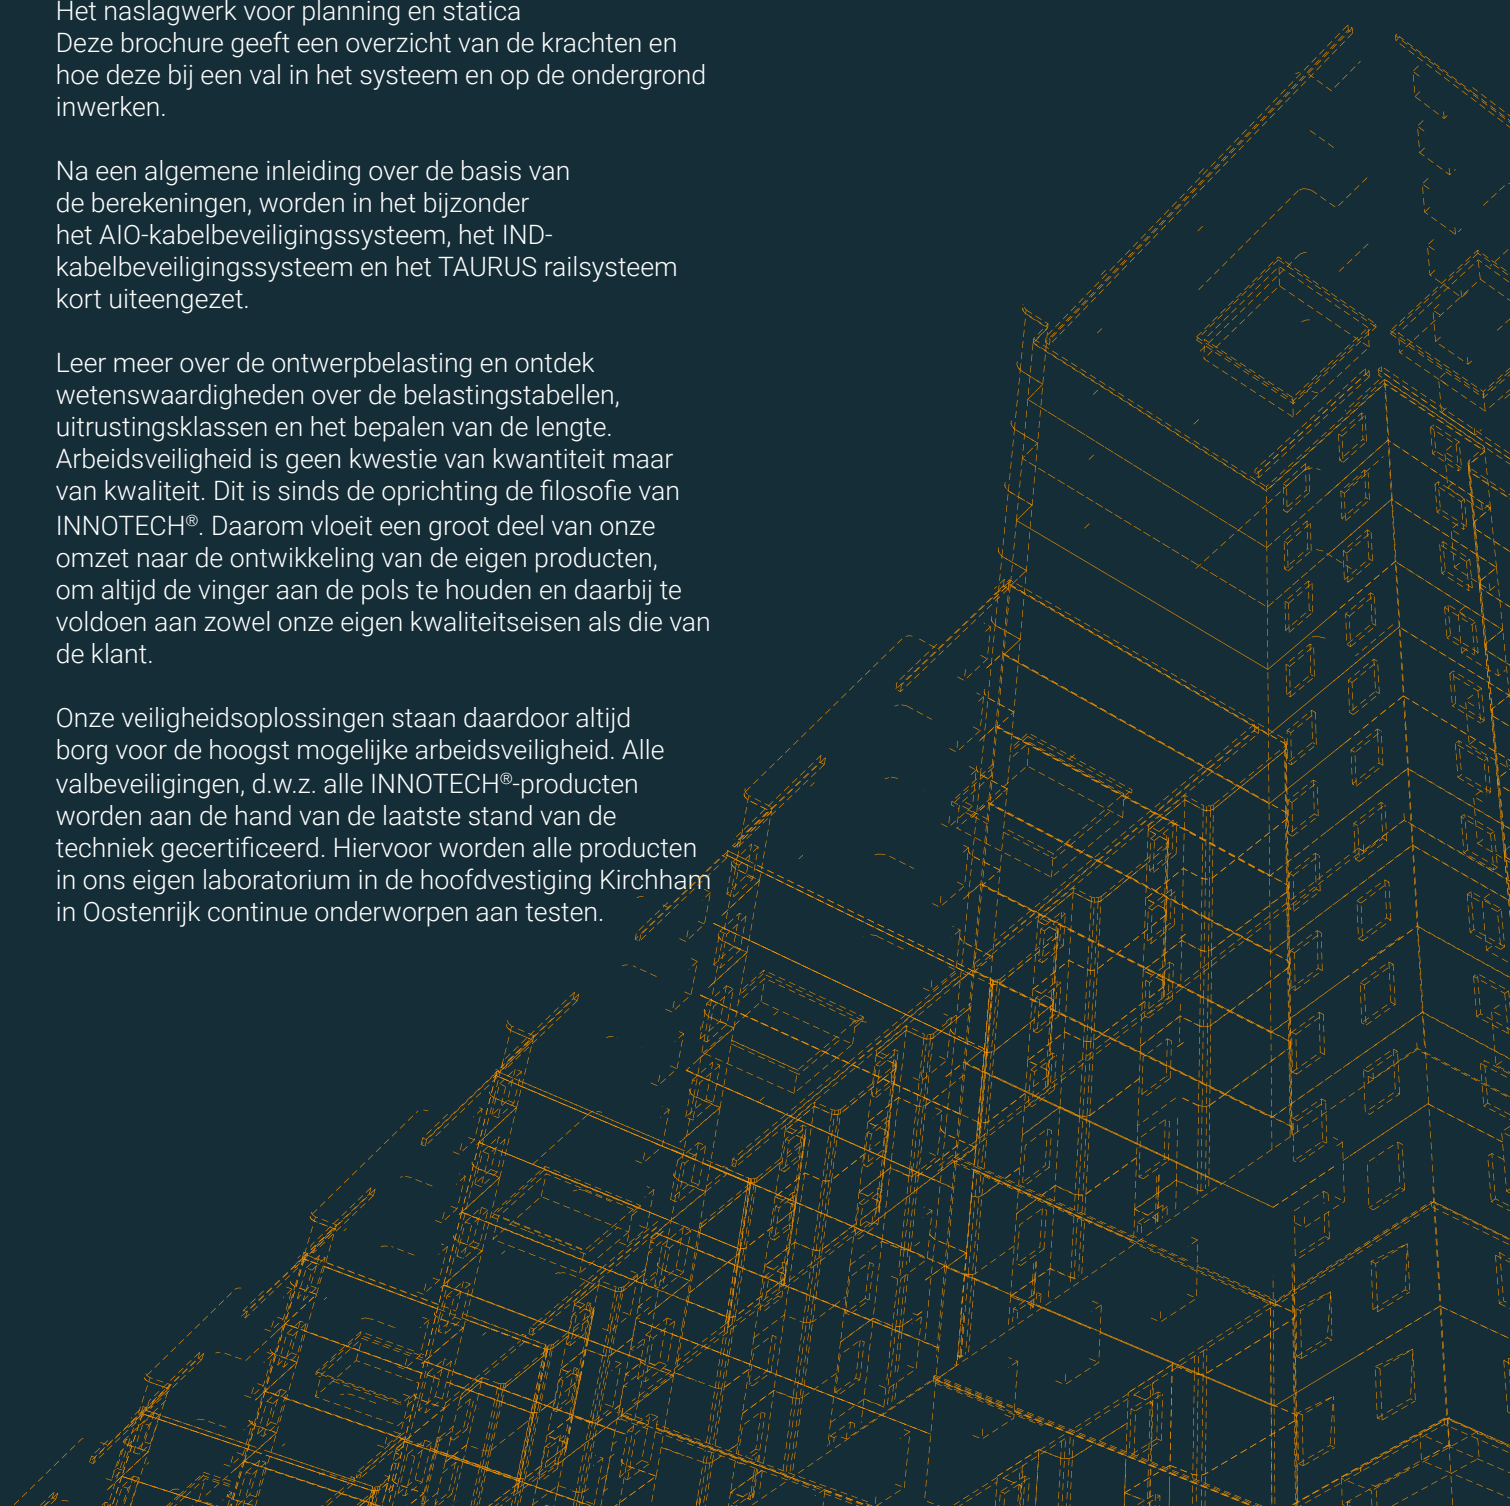 Het naslagwerk voor planning en statica
Deze brochure geeft een overzicht van de krachten en
hoe deze bij een val in het systeem en op de ondergrond
inwerken.
Na een algemene inleiding over de basis van
de berekeningen, worden in het bijzonder
het AIO-kabelbeveiligingssysteem, het IND-
kabelbeveiligingssysteem en het TAURUS railsysteem
kort uiteengezet.
Leer meer over de ontwerpbelasting en ontdek
wetenswaardigheden over de belastingstabellen,
uitrustingsklassen en het bepalen van de lengte.
Arbeidsveiligheid is geen kwestie van kwantiteit maar
van kwaliteit. Dit is sinds de oprichting de filosofie van
INNOTECH®. Daarom vloeit een groot deel van onze
omzet naar de ontwikkeling van de eigen producten,
om altijd de vinger aan de pols te houden en daarbij te
voldoen aan zowel onze eigen kwaliteitseisen als die van
de klant.
Onze veiligheidsoplossingen staan daardoor altijd
borg voor de hoogst mogelijke arbeidsveiligheid. Alle
valbeveiligingen, d.w.z. alle INNOTECH®-producten
worden aan de hand van de laatste stand van de
techniek gecertificeerd. Hiervoor worden alle producten
in ons eigen laboratorium in de hoofdvestiging Kirchham
in Oostenrijk continue onderworpen aan testen.